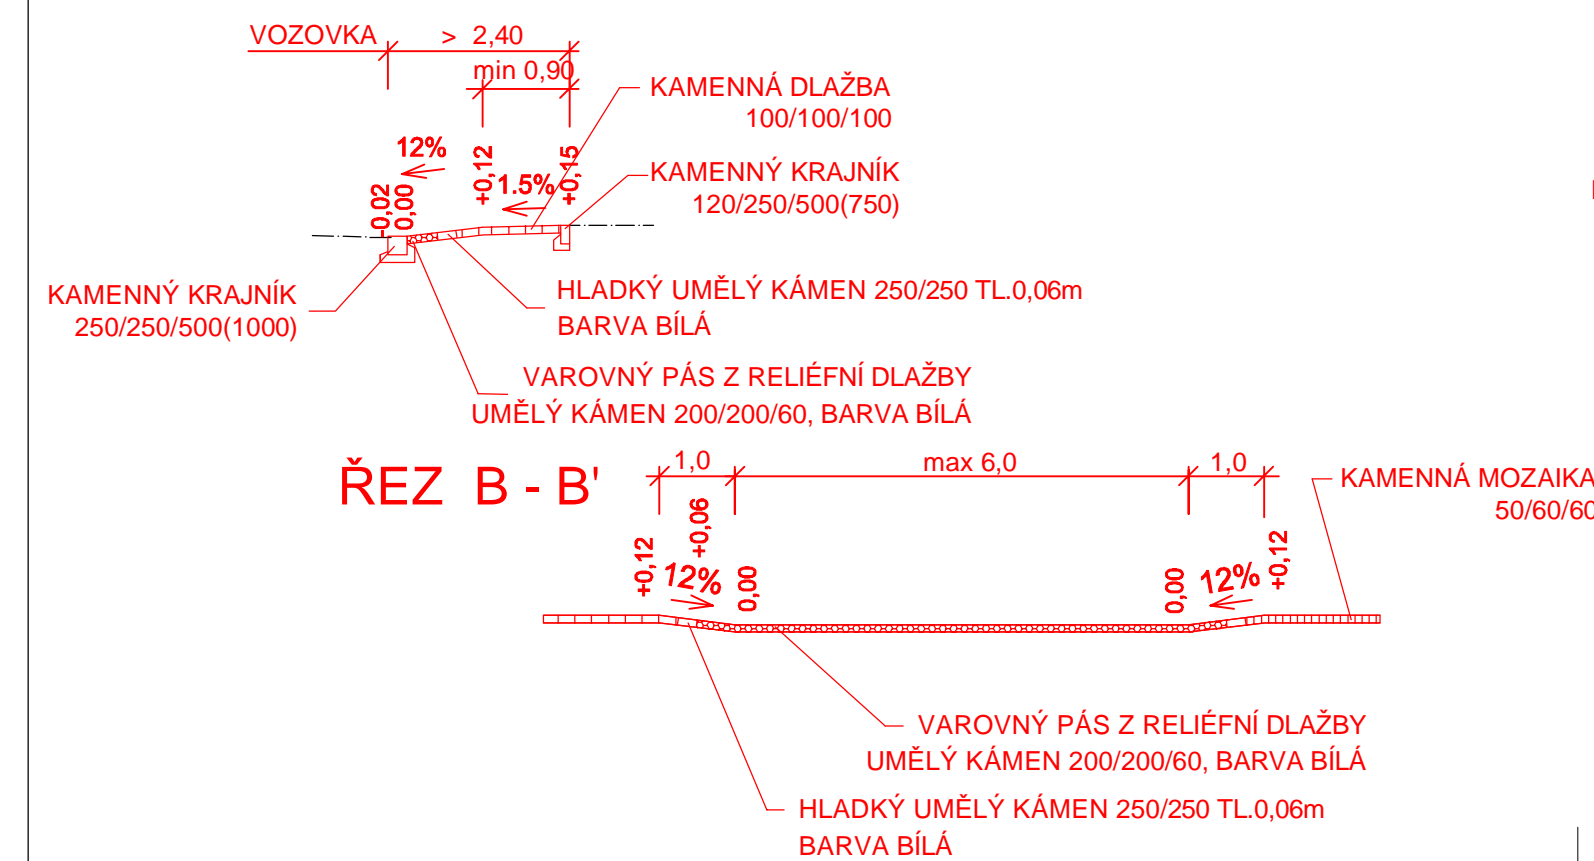 VOZOVKA
> 2,40
min 0,90
KAMENNÁ DLAŽBA
100/100/100
12%
+0,12
+0,15
1.5%
KAMENNÝ KRAJNÍK
120/250/500(750)
-0,02
0,00
KAMENNÝ KRAJNÍK
250/250/500(1000)
HLADKÝ UMĚLÝ KÁMEN 250/250 TL.0,06m
BARVA BÍLÁ
VAROVNÝ PÁS Z RELIÉFNÍ DLAŽBY
UMĚLÝ KÁMEN 200/200/60, BARVA BÍLÁ
ŘEZ B - B'
1,0
max 6,0
1,0
KAMENNÁ MOZAIKA
50/60/60
+0,12
+0,06
12%
0,00
0,00
12%
+0,12
VAROVNÝ PÁS Z RELIÉFNÍ DLAŽBY
UMĚLÝ KÁMEN 200/200/60, BARVA BÍLÁ
HLADKÝ UMĚLÝ KÁMEN 250/250 TL.0,06m
BARVA BÍLÁ